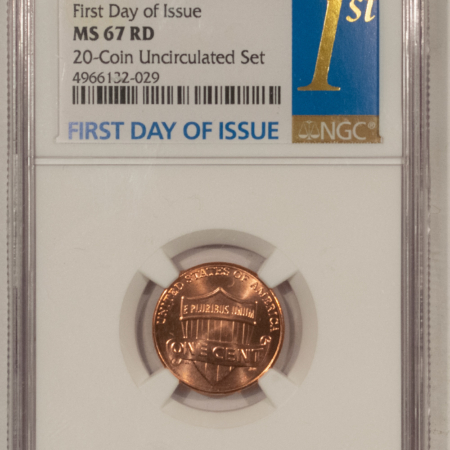 First Day of Issue
MS 67 RD
20-Coin Uncirculated Set
4966132-029
FIRST DAY OF ISSUE
1st
NGC®
UNITED STATES OF AMERICA
E PLURIBUS UNUM
ONE CENT